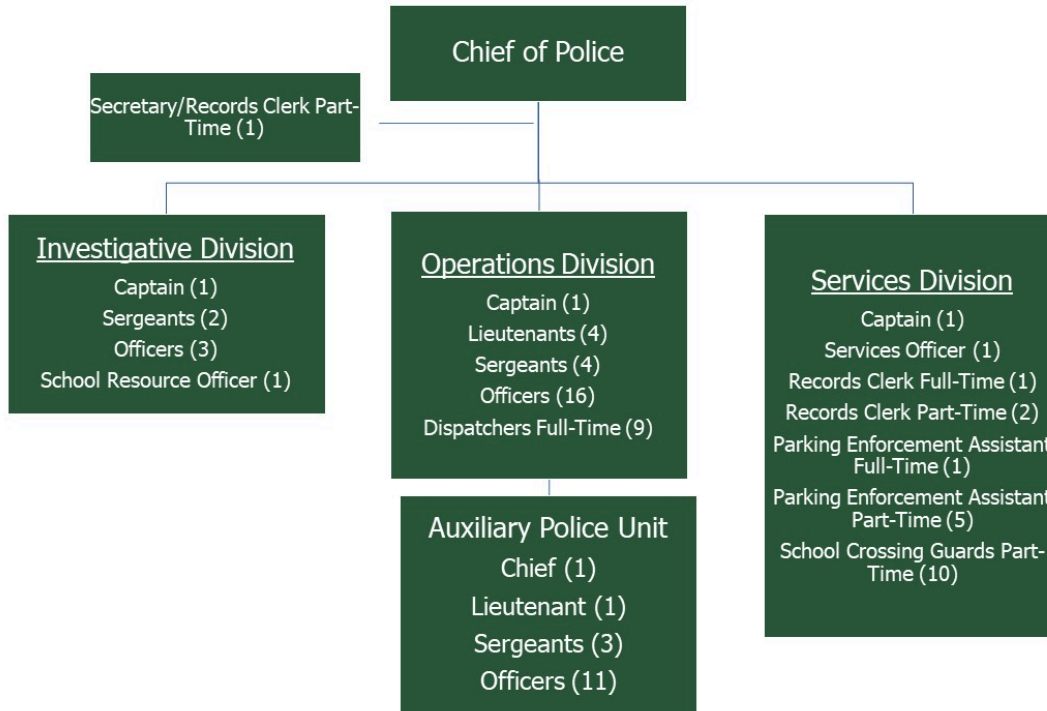 Chief of Police
Secretary/Records Clerk Part-
Time (1)
Investigative Division
Captain (1)
Sergeants (2)
Officers (3)
School Resource Officer (1)
Operations Division
Captain (1)
Lieutenants (4)
Sergeants (4)
Officers (16)
Dispatchers Full-Time (9)
Auxiliary Police Unit
Chief (1)
Lieutenant (1)
Sergeants (3)
Officers (11)
Services Division
Captain (1)
Services Officer (1)
Records Clerk Full-Time (1)
Records Clerk Part-Time (2)
Parking Enforcement Assistant
Full-Time (1)
Parking Enforcement Assistant
Part-Time (5)
School Crossing Guards Part-
Time (10)